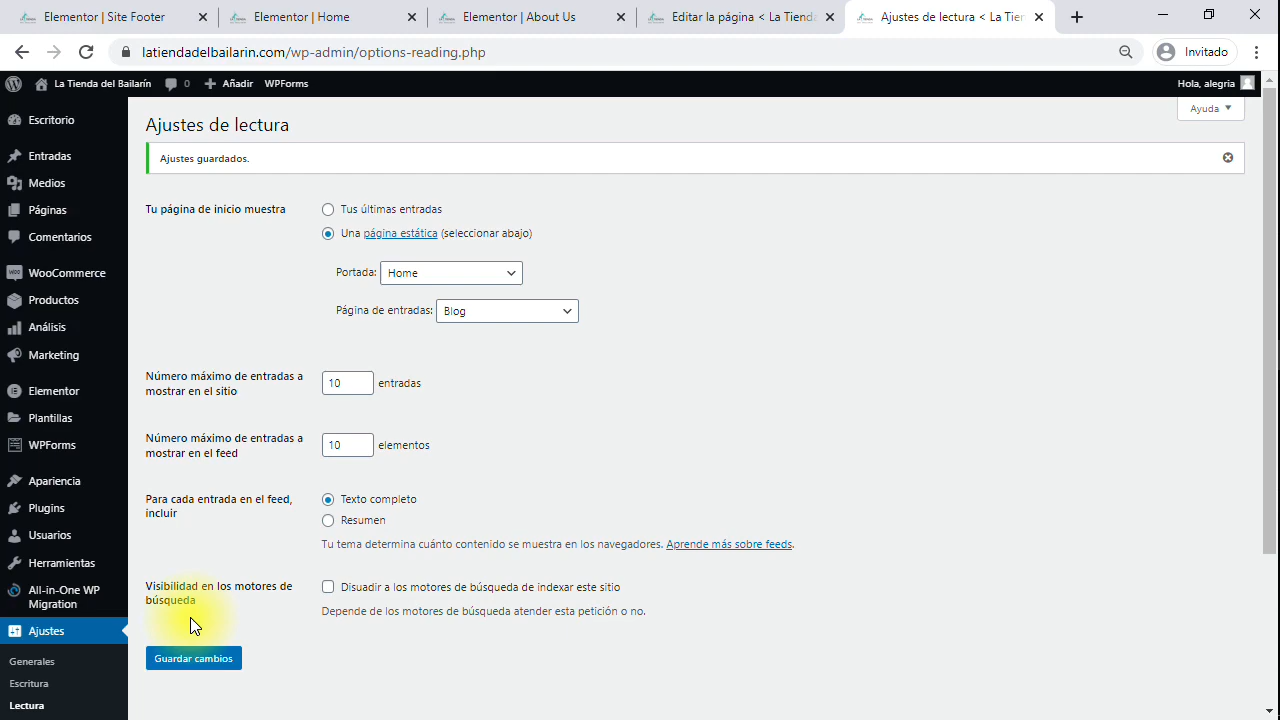 Elementor | Site Footer
Elementor | Home
Elementor | About Us
Editar la página < La Tienda
Ajustes de lectura < La Tien
latiendadelbailarin.com/wp-admin/options-reading.php
Invitado
La Tienda del Bailarín
0
Añadir
WPForms
Hola, alegria
Ayuda
Escritorio
Entradas
Medios
Páginas
Comentarios
WooCommerce
Productos
Análisis
Marketing
Elementor
Plantillas
WPForms
Apariencia
Plugins
Usuarios
Herramientas
All-in-One WP
Migration
Ajustes
Generales
Escritura
Lectura
Ajustes de lectura
Ajustes guardados.
Tu página de inicio muestra
Tus últimas entradas
Una página estática (seleccionar abajo)
Portada: Home
Página de entradas: Blog
Número máximo de entradas a
mostrar en el sitio
10 entradas
Número máximo de entradas a
mostrar en el feed
10 elementos
Para cada entrada en el feed,
incluir
Texto completo
Resumen
Tu tema determina cuánto contenido se muestra en los navegadores. Aprende más sobre feeds.
Visibilidad en los motores de
búsqueda
Disuadir a los motores de búsqueda de indexar este sitio
Depende de los motores de búsqueda atender esta petición o no.
Guardar cambios